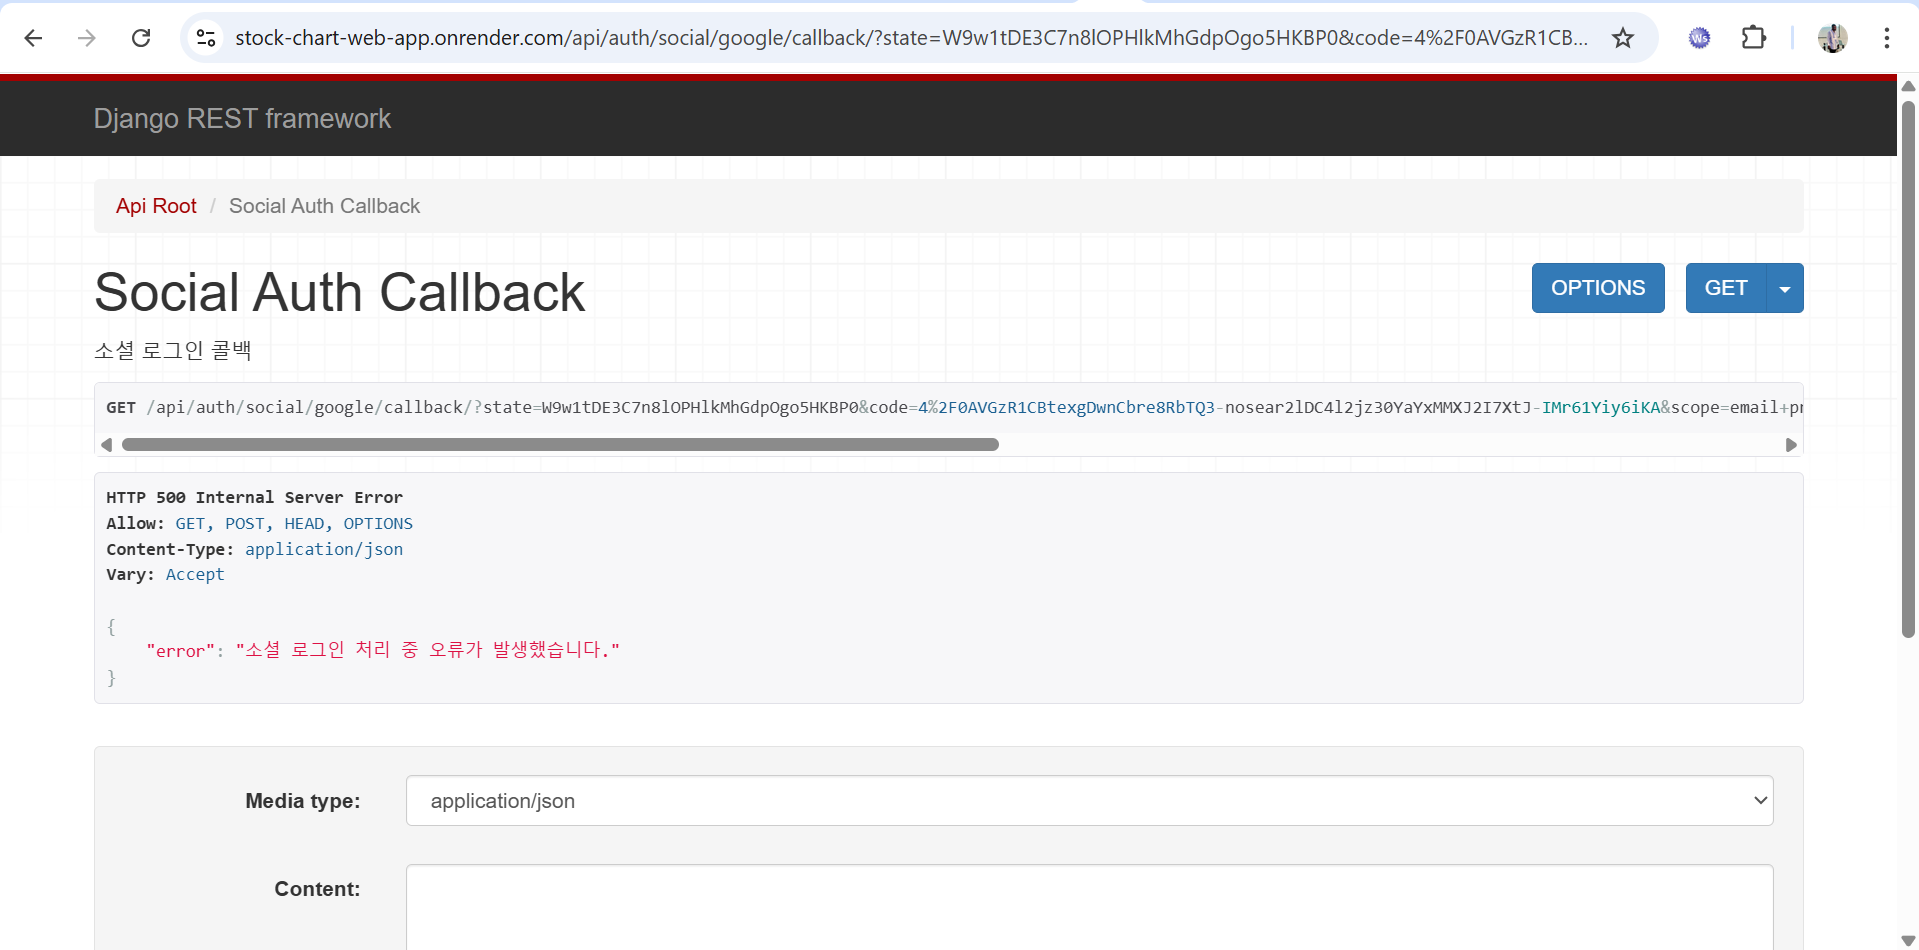 stock-chart-web-app.onrender.com/api/auth/social/google/callback/?state=W9w1tDE3C7n8lOPHlkMhGdpOgo5HKBP0&code=4%2F0AVGzR1CB...
Ws
Django REST framework
Api Root / Social Auth Callback
Social Auth Callback
OPTIONS
GET
소셜 로그인 콜백
GET /api/auth/social/google/callback/?state=W9w1tDE3C7n8lOPHlkMhGdpOgo5HKBP0&code=4%2F0AVGzR1CBtexgDwnCbre8RbTQ3-nosear2lDC4l2jz30YaYxMMXJ2I7XtJ-IMr61Yiy6iKA&scope=email+pr
HTTP 500 Internal Server Error
Allow: GET, POST, HEAD, OPTIONS
Content-Type: application/json
Vary: Accept
{
"error": "소셜 로그인 처리 중 오류가 발생했습니다."
}
Media type:
application/json
Content: